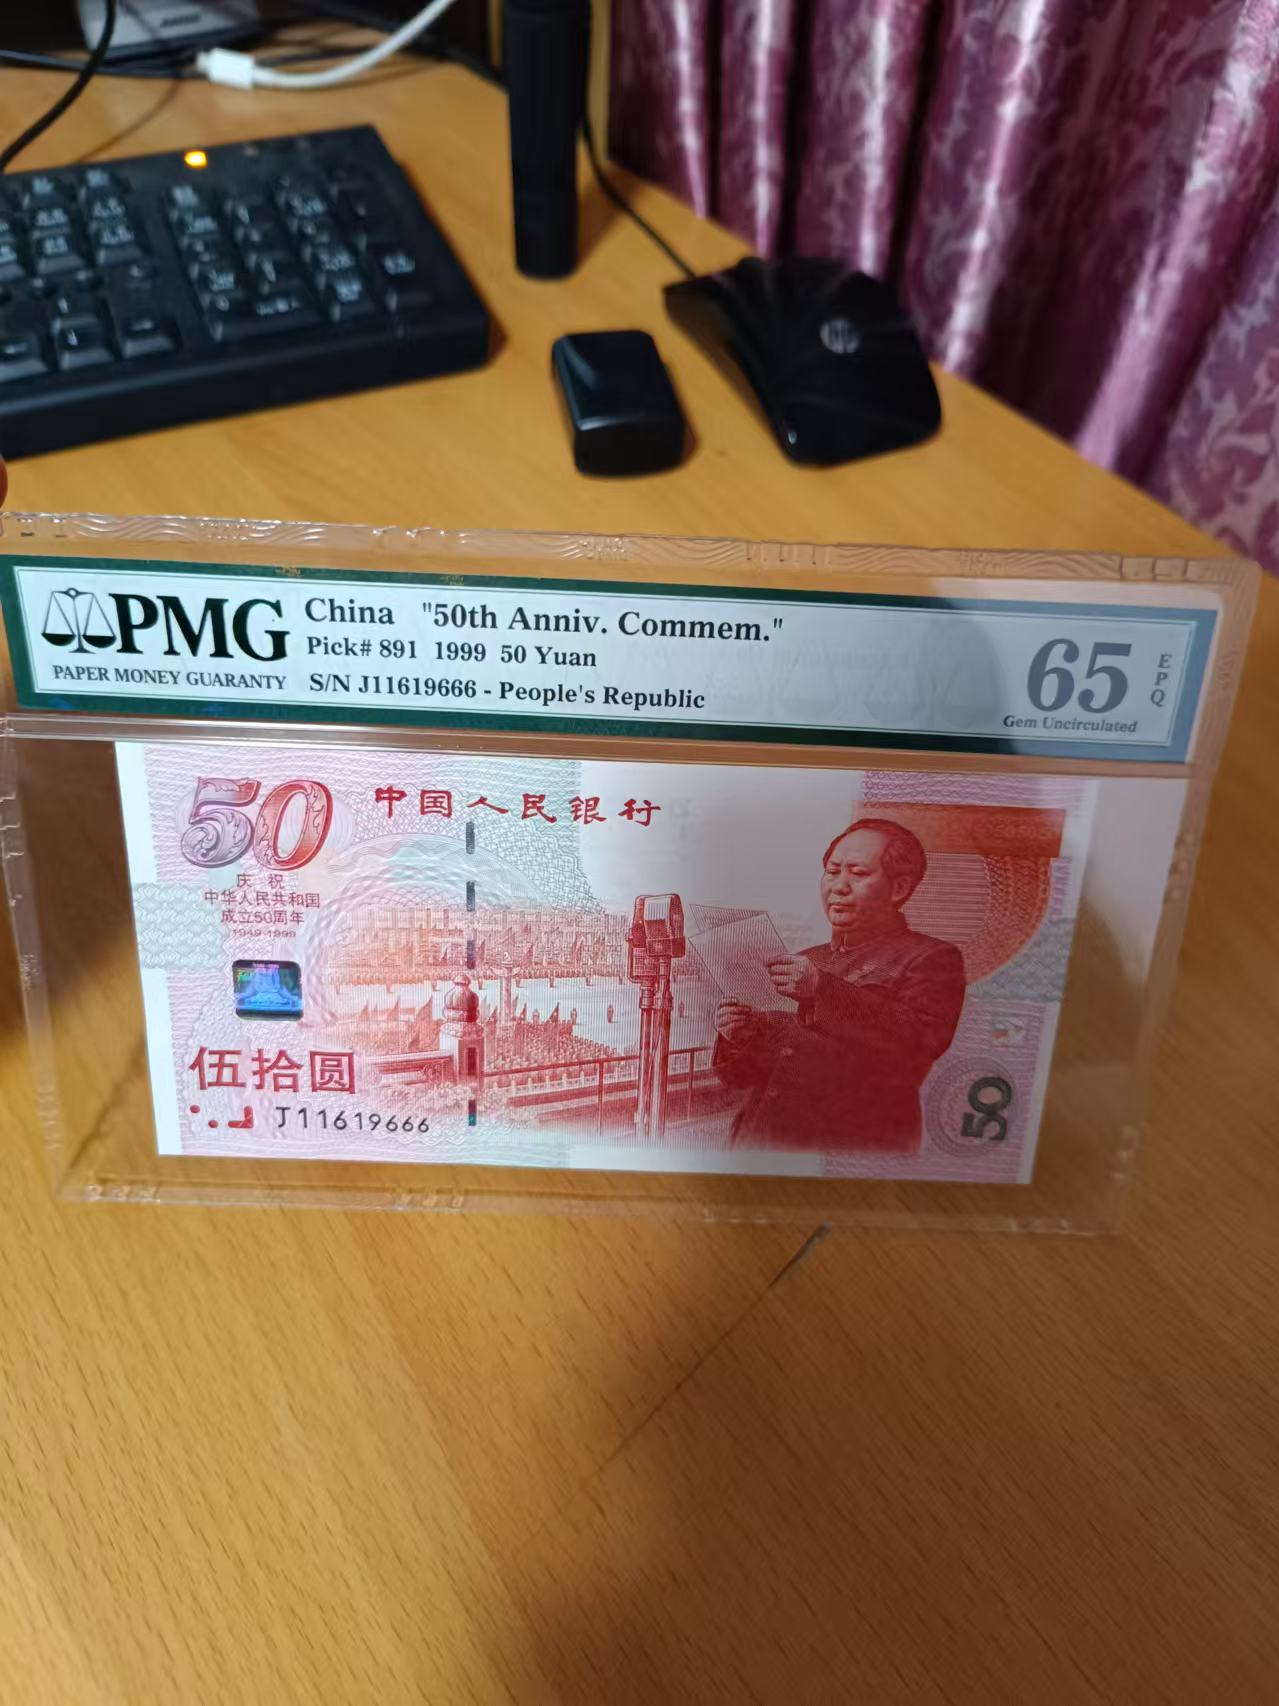 PMG
PAPER MONEY GUARANTY
China "50th Anniv. Commem."
Pick# 891 1999 50 Yuan
S/N J11619666 - People's Republic
65
EPQ
Gem Uncirculated
50
中国人民银行
庆祝
中华人民共和国
成立50周年
1949-1999
伍拾圆
J11619666
50
hp